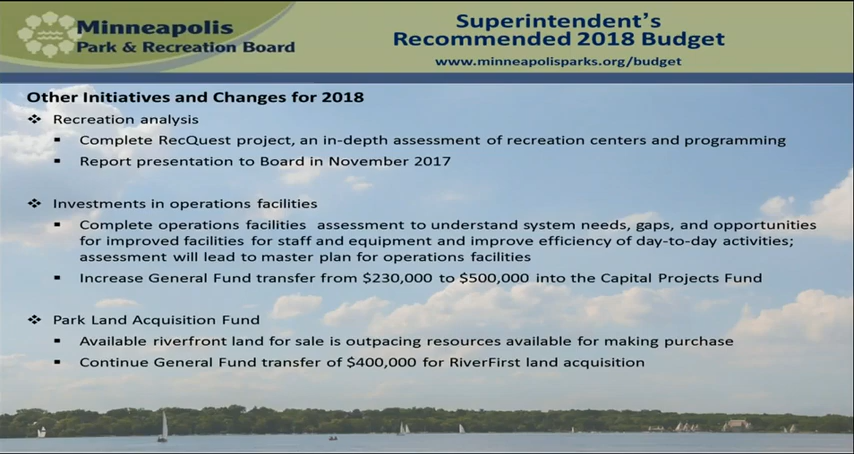 Minneapolis
Park & Recreation Board
Superintendent's
Recommended 2018 Budget
www.minneapolisparks.org/budget
Other Initiatives and Changes for 2018
❖ Recreation analysis
▪ Complete RecQuest project, an in-depth assessment of recreation centers and programming
▪ Report presentation to Board in November 2017
❖ Investments in operations facilities
▪ Complete operations facilities assessment to understand system needs, gaps, and opportunities
for improved facilities for staff and equipment and improve efficiency of day-to-day activities;
assessment will lead to master plan for operations facilities
▪ Increase General Fund transfer from $230,000 to $500,000 into the Capital Projects Fund
❖ Park Land Acquisition Fund
▪ Available riverfront land for sale is outpacing resources available for making purchase
▪ Continue General Fund transfer of $400,000 for RiverFirst land acquisition